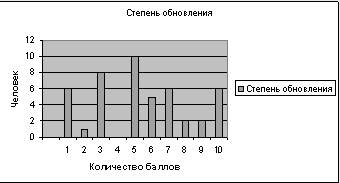 Степень обновления
12
10
8
6
4
2
0
Человек
1 2 3 4 5 6 7 8 9 10
Количество баллов
Степень обновления